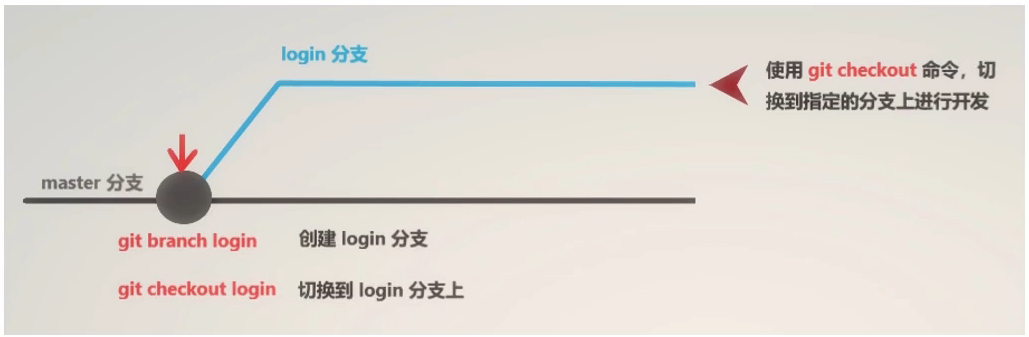 login 分支
使用 git checkout 命令，切
换到指定的分支上进行开发
master 分支
git branch login 创建 login 分支
git checkout login 切换到 login 分支上